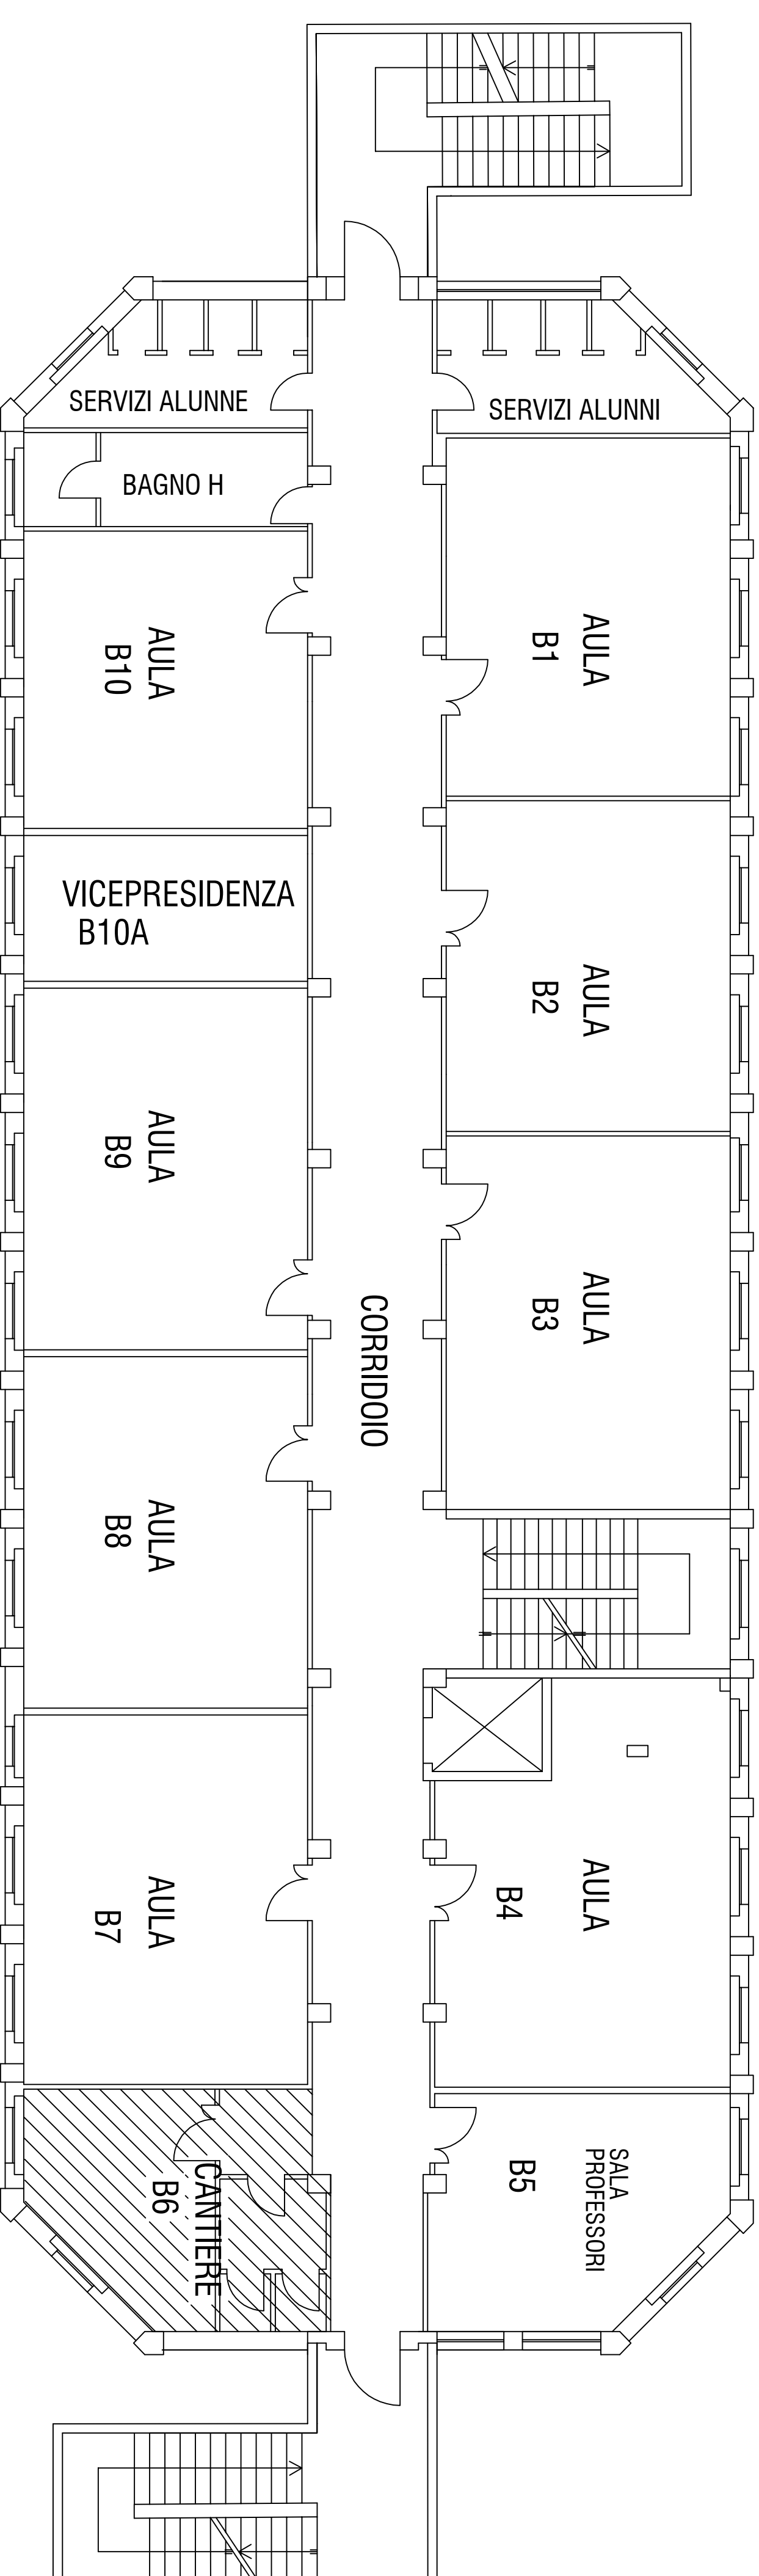 SERVIZI ALUNNE
SERVIZI ALUNNI
BAGNO H
AULA
B10
AULA
B1
VICEPRESIDENZA
B10A
AULA
B2
AULA
B9
AULA
B3
CORRIDOIO
AULA
B8
AULA
B7
AULA
B4
CANTIERE
B6
SALA
PROFESSORI
B5